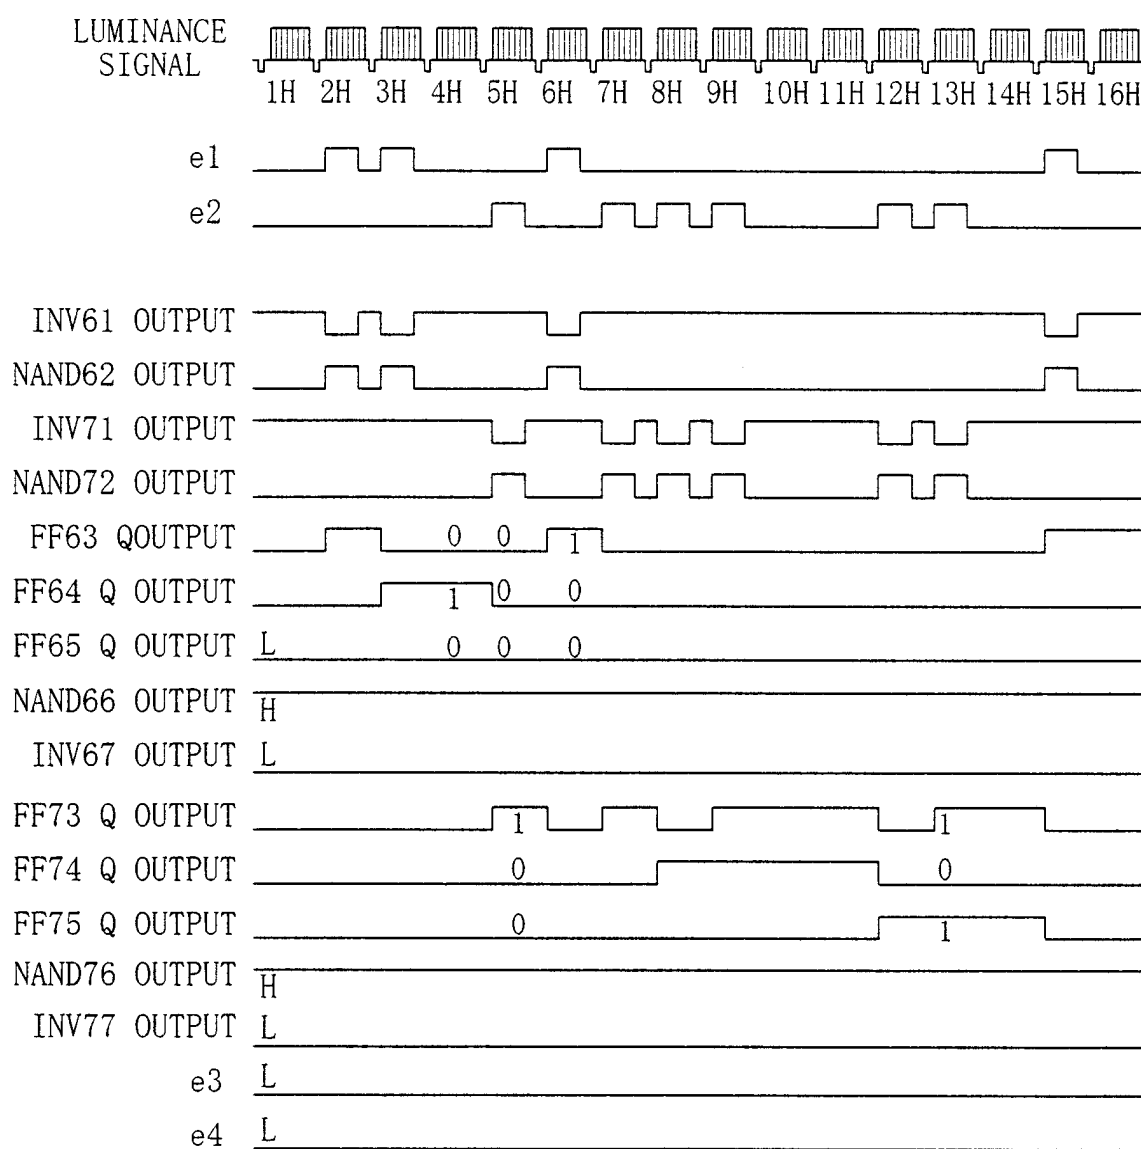 LUMINANCE
SIGNAL
1H 2H 3H 4H 5H 6H 7H 8H 9H 10H 11H 12H 13H 14H 15H 16H
e1
e2
INV61 OUTPUT
NAND62 OUTPUT
INV71 OUTPUT
NAND72 OUTPUT
FF63 QOUTPUT 0 0 1
FF64 Q OUTPUT 1 0 0
FF65 Q OUTPUT L 0 0 0
NAND66 OUTPUT H
INV67 OUTPUT L
FF73 Q OUTPUT 1 1
FF74 Q OUTPUT 0 0
FF75 Q OUTPUT 0 1
NAND76 OUTPUT H
INV77 OUTPUT L
e3 L
e4 L